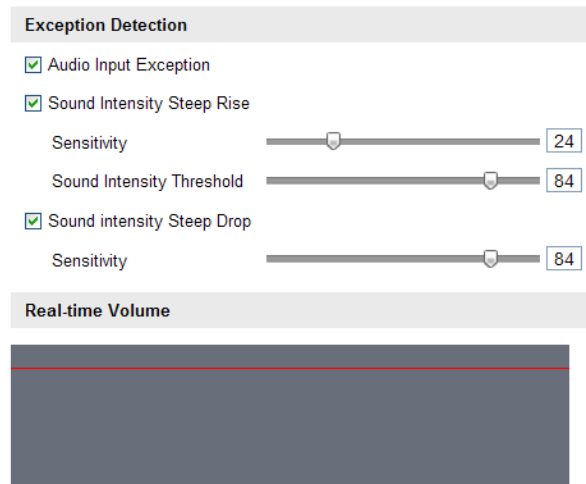 Exception Detection
Audio Input Exception
Sound Intensity Steep Rise
Sensitivity 24
Sound Intensity Threshold 84
Sound intensity Steep Drop
Sensitivity 84
Real-time Volume